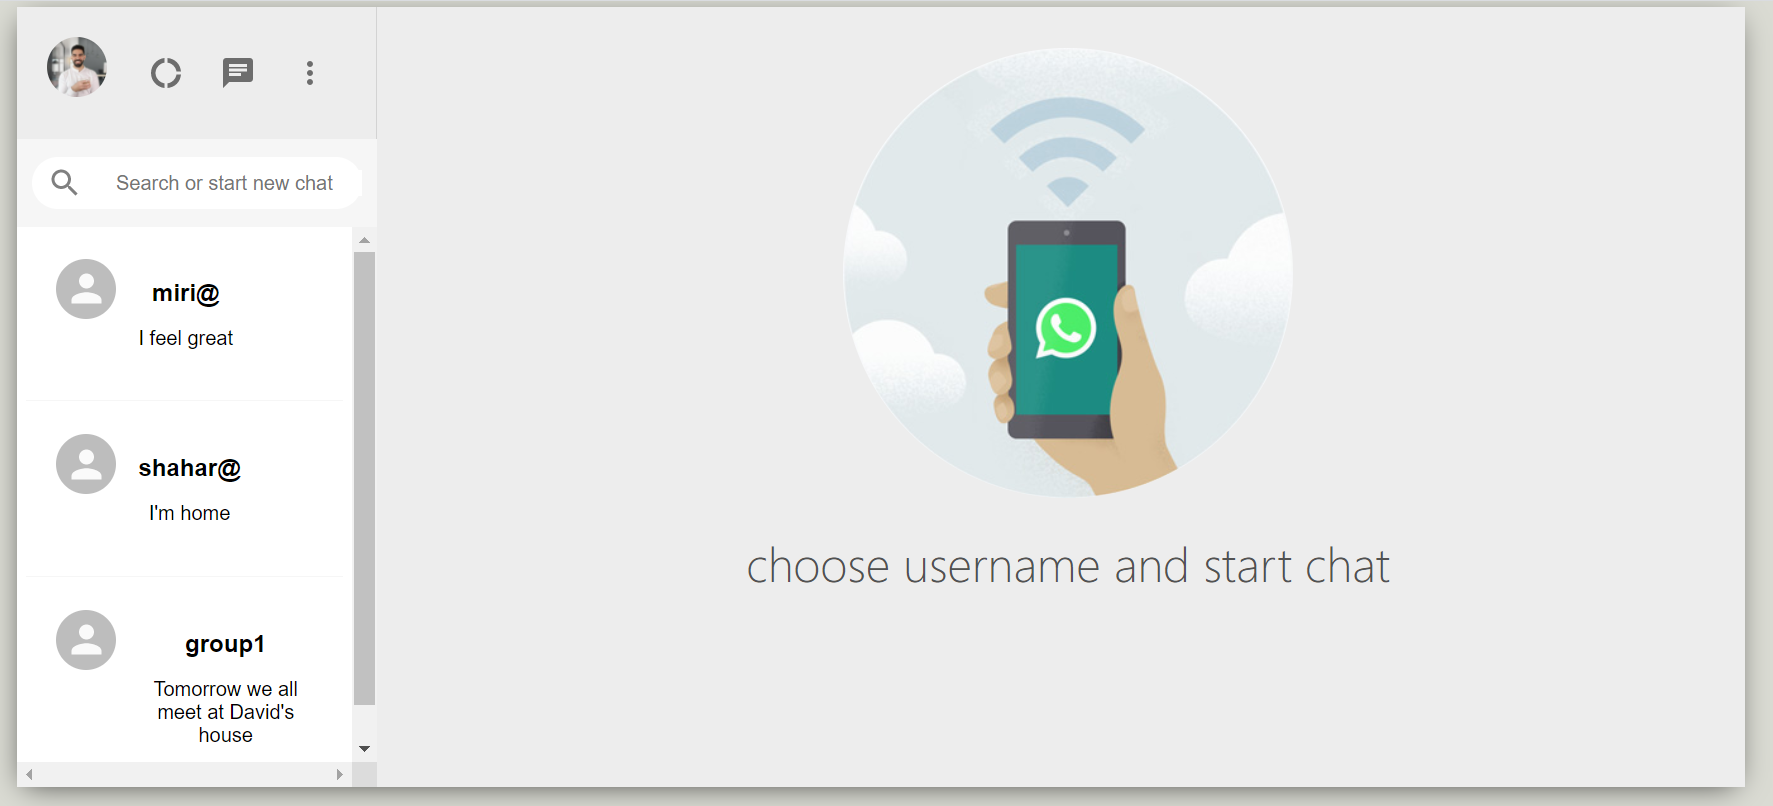 Search or start new chat
miri@
I feel great
shahar@
I'm home
group1
Tomorrow we all
meet at David's
house
choose username and start chat